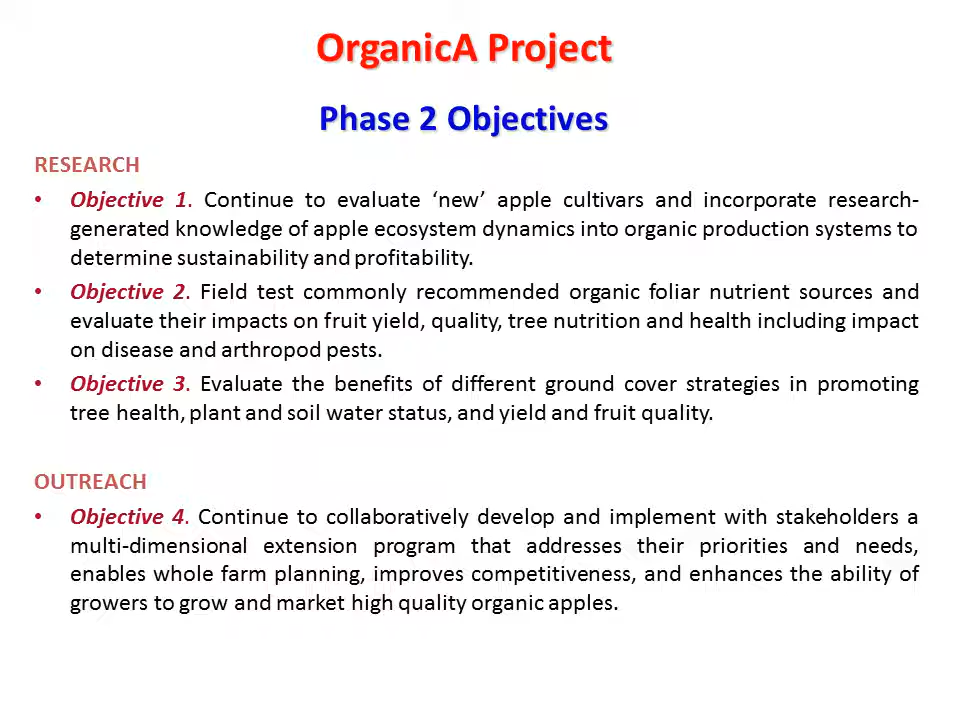 OrganicA Project
Phase 2 Objectives
RESEARCH
• Objective 1. Continue to evaluate ‘new’ apple cultivars and incorporate research-
generated knowledge of apple ecosystem dynamics into organic production systems to
determine sustainability and profitability.
• Objective 2. Field test commonly recommended organic foliar nutrient sources and
evaluate their impacts on fruit yield, quality, tree nutrition and health including impact
on disease and arthropod pests.
• Objective 3. Evaluate the benefits of different ground cover strategies in promoting
tree health, plant and soil water status, and yield and fruit quality.
OUTREACH
• Objective 4. Continue to collaboratively develop and implement with stakeholders a
multi-dimensional extension program that addresses their priorities and needs,
enables whole farm planning, improves competitiveness, and enhances the ability of
growers to grow and market high quality organic apples.